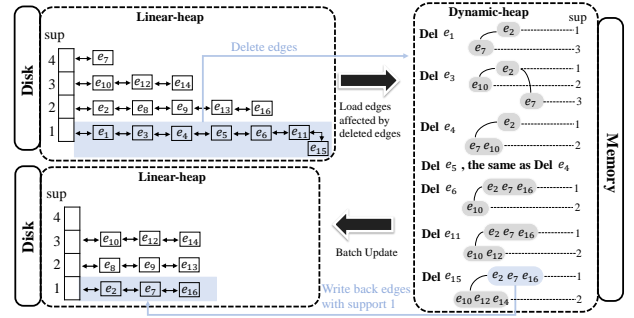 Linear-heap
Disk
sup
4 e7
3 e10 e12 e14
2 e2 e8 e9 e13 e16
1 e1 e3 e4 e5 e6 e11
e15
Delete edges
Load edges
affected by
deleted edges
Dynamic-heap
Memory
sup
Del e1 e2 1
e7 3
Del e3 e2 1
e10 2
e7 3
Del e4 e2 1
e7 e10 2
Del e5 , the same as Del e4
Del e6 e2 e7 e16 1
e10 2
Del e11 e2 e7 e16 1
e10 e12 2
Del e15 e2 e7 e16 1
e10 e12 e14 2
Batch Update
Write back edges
with support 1
Linear-heap
Disk
sup
4
3 e10 e12 e14
2 e8 e9 e13
1 e2 e7 e16